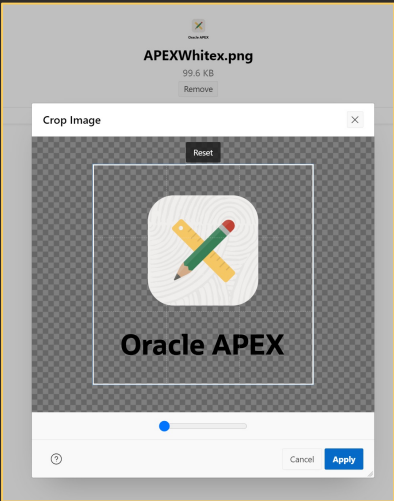 Oracle APEX
APEXWhitex.png
99.6 KB
Remove
Crop Image
Reset
Oracle APEX
Cancel
Apply